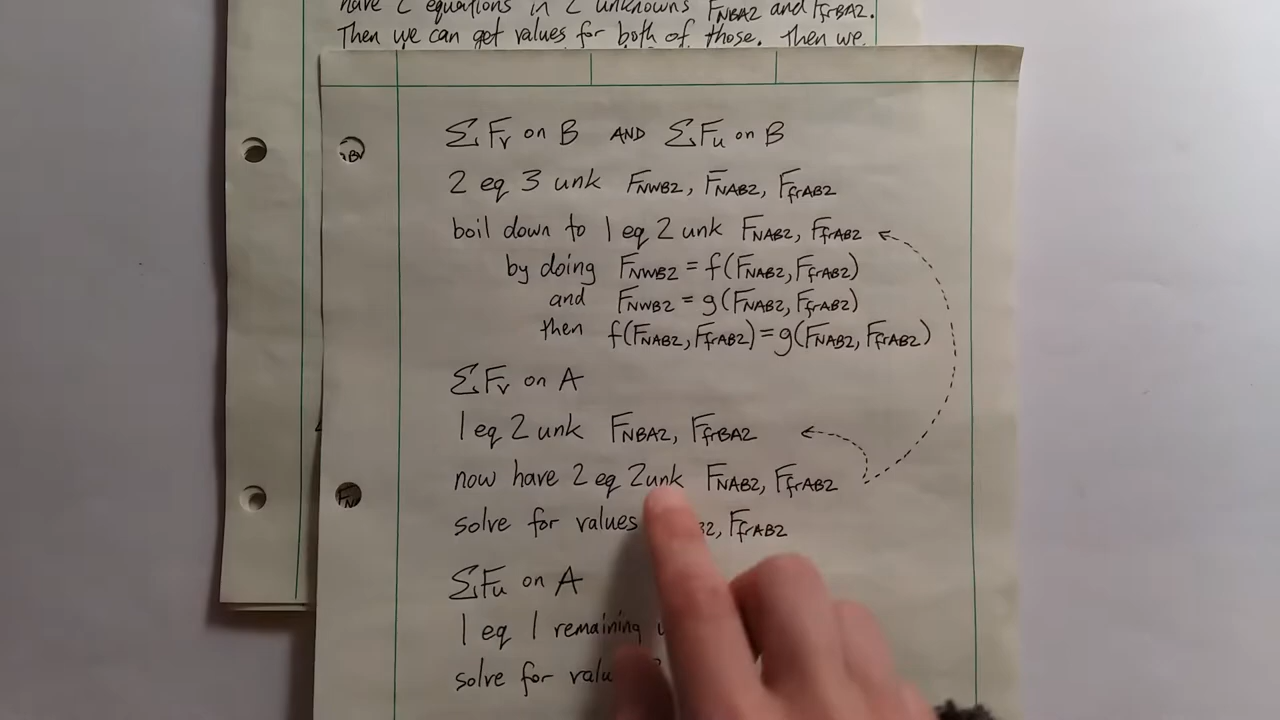 have 2 equations in 2 unknowns FNBA2 and FfrBA2.
Then we can get values for both of those. Then we
ΣFv on B AND ΣFu on B
2 eq 3 unk FNWB2, FNAB2, FfrAB2
boil down to 1 eq 2 unk FNAB2, FfrAB2
by doing FNWB2 = f(FNAB2, FfrAB2)
and FNWB2 = g(FNAB2, FfrAB2)
then f(FNAB2, FfrAB2) = g(FNAB2, FfrAB2)
ΣFv on A
1 eq 2 unk FNBA2, FfrBA2
now have 2 eq 2unk FNAB2, FfrAB2
solve for values B2, FfrAB2
ΣFu on A
1 eq 1 remaining
solve for valu